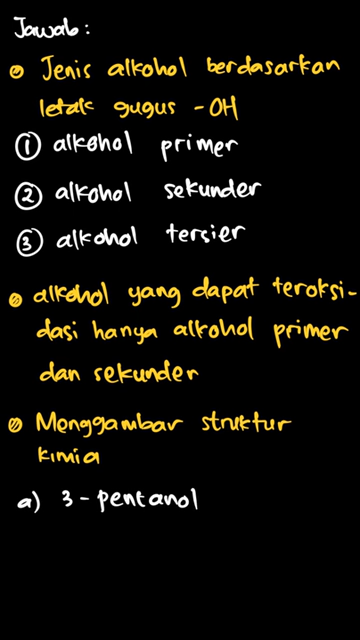 Jawab :
Jenis alkohol berdasarkan
letak gugus -OH
① alkohol primer
② alkohol sekunder
③ alkohol tersier
alkohol yang dapat teroksi-
dasi hanya alkohol primer
dan sekunder
Menggambar struktur
kimia
a) 3 - pentanol